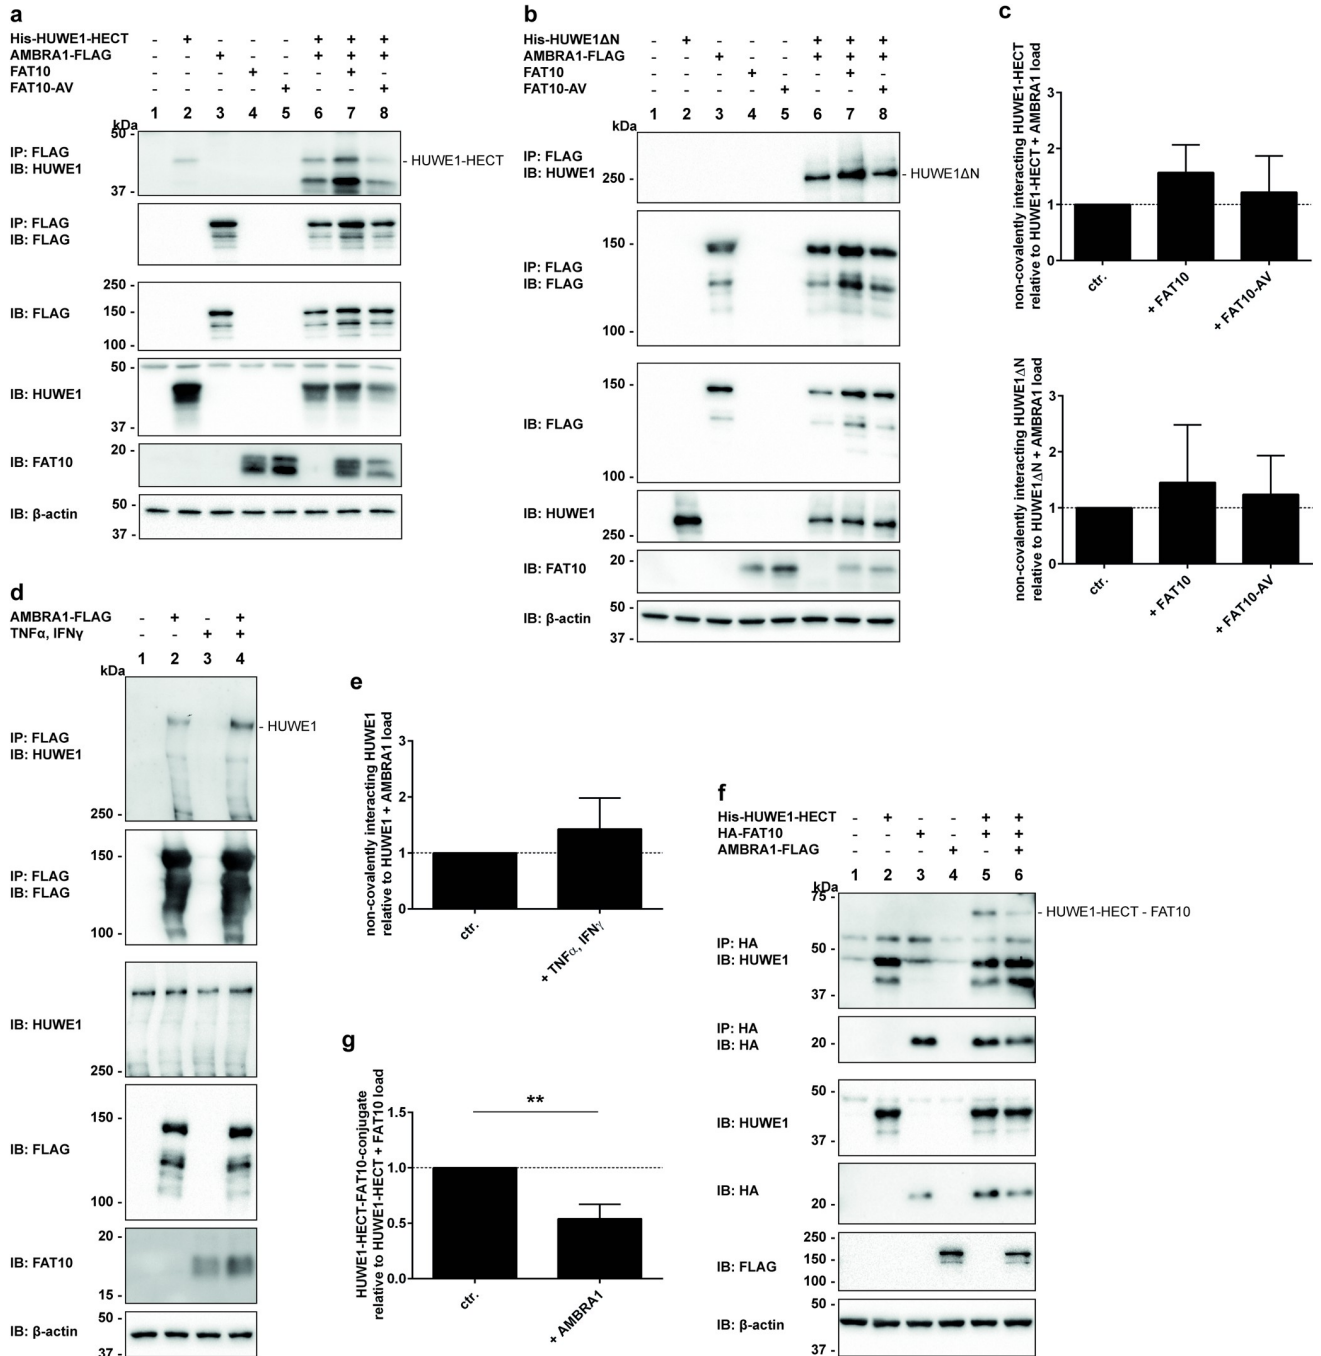 a
His-HUWE1-HECT - + - - - + + +
AMBRA1-FLAG - - + - - + + +
FAT10 - - - + - - + -
FAT10-AV - - - - + - - +
1 2 3 4 5 6 7 8
kDa
50 -
IP: FLAG
IB: HUWE1
- HUWE1-HECT
37 -
IP: FLAG
IB: FLAG
250 -
IB: FLAG
150 -
100 -
50 -
IB: HUWE1
37 -
20 -
IB: FAT10
50 -
IB: β-actin
37 -
b
His-HUWE1ΔN - + - - - + + +
AMBRA1-FLAG - - + - - + + +
FAT10 - - - + - - + -
FAT10-AV - - - - + - - +
1 2 3 4 5 6 7 8
kDa
IP: FLAG
IB: HUWE1
250 -
- HUWE1ΔN
150 -
IP: FLAG
IB: FLAG
100 -
150 -
IB: FLAG
100 -
IB: HUWE1
250 -
20 -
IB: FAT10
50 -
IB: β-actin
37 -
c
non-covalently interacting HUWE1-HECT
relative to HUWE1-HECT + AMBRA1 load
3
2
1
0
ctr.
+ FAT10
+ FAT10-AV
non-covalently interacting HUWE1ΔN
relative to HUWE1ΔN + AMBRA1 load
3
2
1
0
ctr.
+ FAT10
+ FAT10-AV
d
AMBRA1-FLAG - + - +
TNFα, IFNγ - - + +
1 2 3 4
kDa
IP: FLAG
IB: HUWE1
- HUWE1
250 -
150 -
IP: FLAG
IB: FLAG
100 -
IB: HUWE1
250 -
150 -
IB: FLAG
100 -
20 -
IB: FAT10
15 -
50 -
IB: β-actin
37 -
e
non-covalently interacting HUWE1
relative to HUWE1 + AMBRA1 load
3
2
1
0
ctr.
+ TNFα, IFNγ
f
His-HUWE1-HECT - + - - + +
HA-FAT10 - - + - + +
AMBRA1-FLAG - - - + - +
1 2 3 4 5 6
kDa
75 -
- HUWE1-HECT - FAT10
IP: HA
IB: HUWE1
50 -
37 -
IP: HA
IB: HA
20 -
50 -
IB: HUWE1
37 -
IB: HA
20 -
250 -
IB: FLAG
150 -
100 -
50 -
IB: β-actin
37 -
g
HUWE1-HECT-FAT10-conjugate
relative to HUWE1-HECT + FAT10 load
**
1.5
1.0
0.5
0.0
ctr.
+ AMBRA1